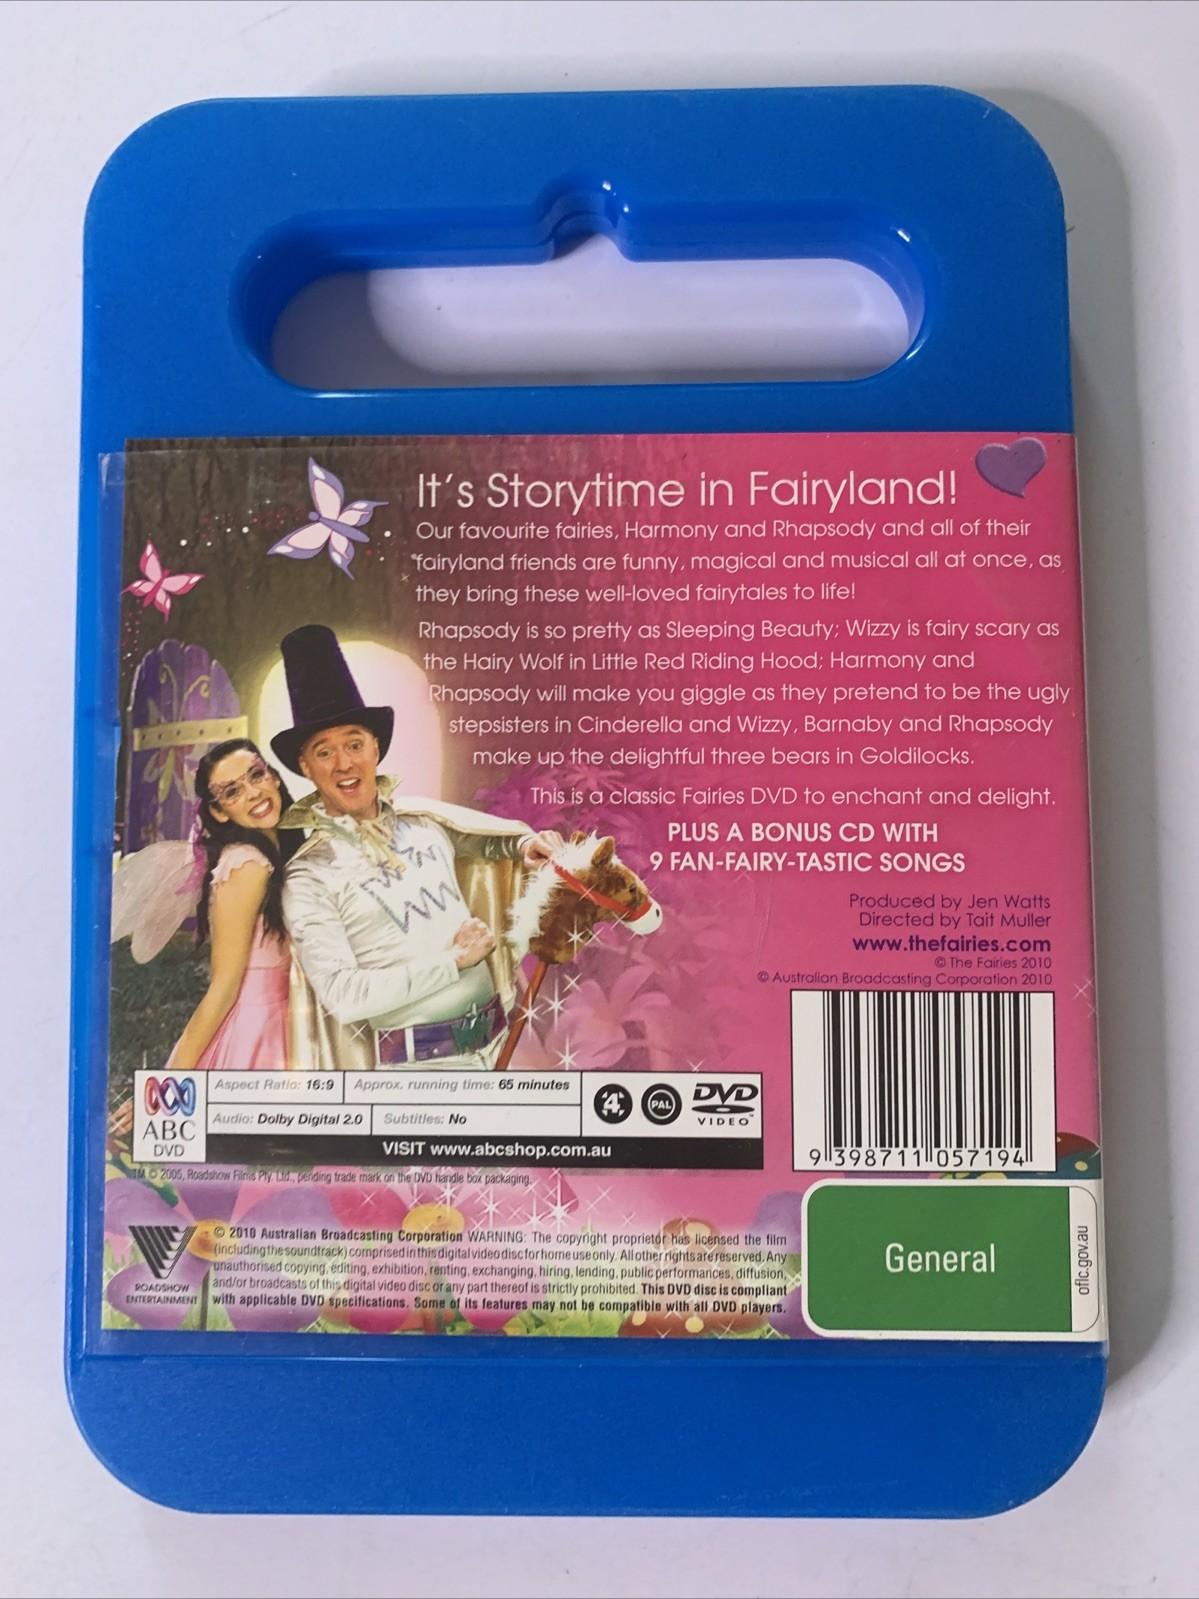 It's Storytime in Fairyland!
Our favourite fairies, Harmony and Rhapsody and all of their
fairyland friends are funny, magical and musical all at once, as
they bring these well-loved fairytales to life!
Rhapsody is so pretty as Sleeping Beauty; Wizzy is fairy scary as
the Hairy Wolf in Little Red Riding Hood; Harmony and
Rhapsody will make you giggle as they pretend to be the ugly
stepsisters in Cinderella and Wizzy, Barnaby and Rhapsody
make up the delightful three bears in Goldilocks.
This is a classic Fairies DVD to enchant and delight.
PLUS A BONUS CD WITH
9 FAN-FAIRY-TASTIC SONGS
Produced by Jen Watts
Directed by Tait Muller
www.thefairies.com
© The Fairies 2010
© Australian Broadcasting Corporation 2010
ABC
DVD
Aspect Ratio: 16:9
Approx. running time: 65 minutes
Audio: Dolby Digital 2.0
Subtitles: No
4
PAL
DVD
VIDEO™
VISIT www.abcshop.com.au
9 398711 057194
TM © 2005, Roadshow Films Pty. Ltd., pending trade mark on the DVD handle box packaging.
ROADSHOW
ENTERTAINMENT
© 2010 Australian Broadcasting Corporation WARNING: The copyright proprietor has licensed the film
(including the soundtrack) comprised in this digital video disc for home use only. All other rights are reserved. Any
unauthorised copying, editing, exhibition, renting, exchanging, hiring, lending, public performances, diffusion,
and/or broadcasts of this digital video disc or any part thereof is strictly prohibited. This DVD disc is compliant
with applicable DVD specifications. Some of its features may not be compatible with all DVD players.
General
oflc.gov.au